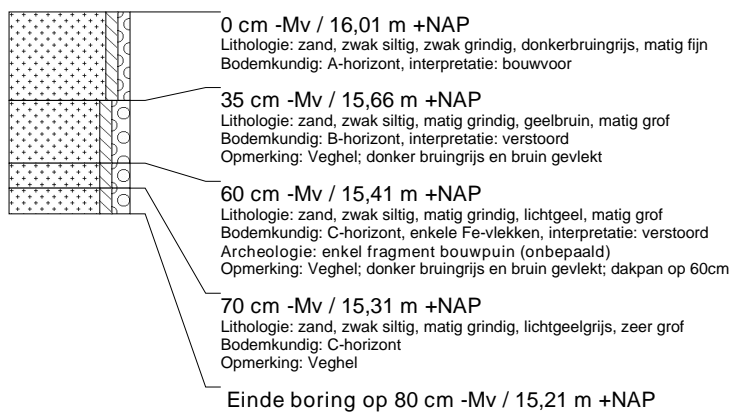 0 cm -Mv / 16,01 m +NAP
Lithologie: zand, zwak siltig, zwak grindig, donkerbruingrijs, matig fijn
Bodemkundig: A-horizont, interpretatie: bouwvoor
35 cm -Mv / 15,66 m +NAP
Lithologie: zand, zwak siltig, matig grindig, geelbruin, matig grof
Bodemkundig: B-horizont, interpretatie: verstoord
Opmerking: Veghel; donker bruingrijs en bruin gevlekt
60 cm -Mv / 15,41 m +NAP
Lithologie: zand, zwak siltig, matig grindig, lichtgeel, matig grof
Bodemkundig: C-horizont, enkele Fe-vlekken, interpretatie: verstoord
Archeologie: enkel fragment bouwpuin (onbepaald)
Opmerking: Veghel; donker bruingrijs en bruin gevlekt; dakpan op 60cm
70 cm -Mv / 15,31 m +NAP
Lithologie: zand, zwak siltig, matig grindig, lichtgeelgrijs, zeer grof
Bodemkundig: C-horizont
Opmerking: Veghel
Einde boring op 80 cm -Mv / 15,21 m +NAP